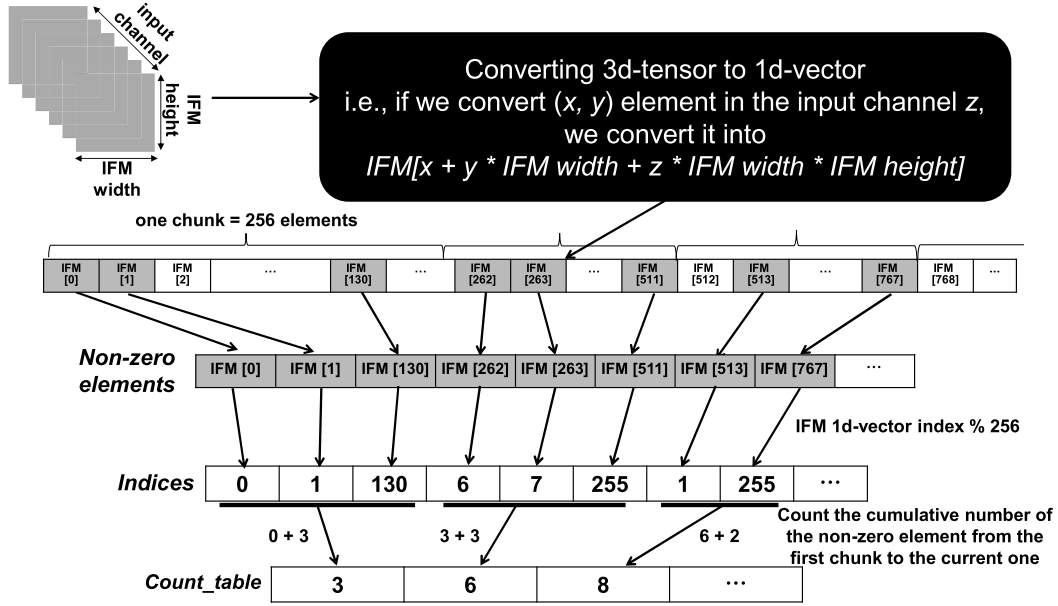 input
channel
IFM
height
IFM
width
Converting 3d-tensor to 1d-vector
i.e., if we convert (x, y) element in the input channel z,
we convert it into
IFM[x + y * IFM width + z * IFM width * IFM height]
one chunk = 256 elements
IFM [0] IFM [1] IFM [2] ... IFM [130] ... IFM [262] IFM [263] ... IFM [511] IFM [512] IFM [513] ... IFM [767] IFM [768] ...
Non-zero
elements
IFM [0] IFM [1] IFM [130] IFM [262] IFM [263] IFM [511] IFM [513] IFM [767] ...
IFM 1d-vector index % 256
Indices 0 1 130 6 7 255 1 255 ...
0 + 3 3 + 3 6 + 2
Count the cumulative number of
the non-zero element from the
first chunk to the current one
Count_table 3 6 8 ...